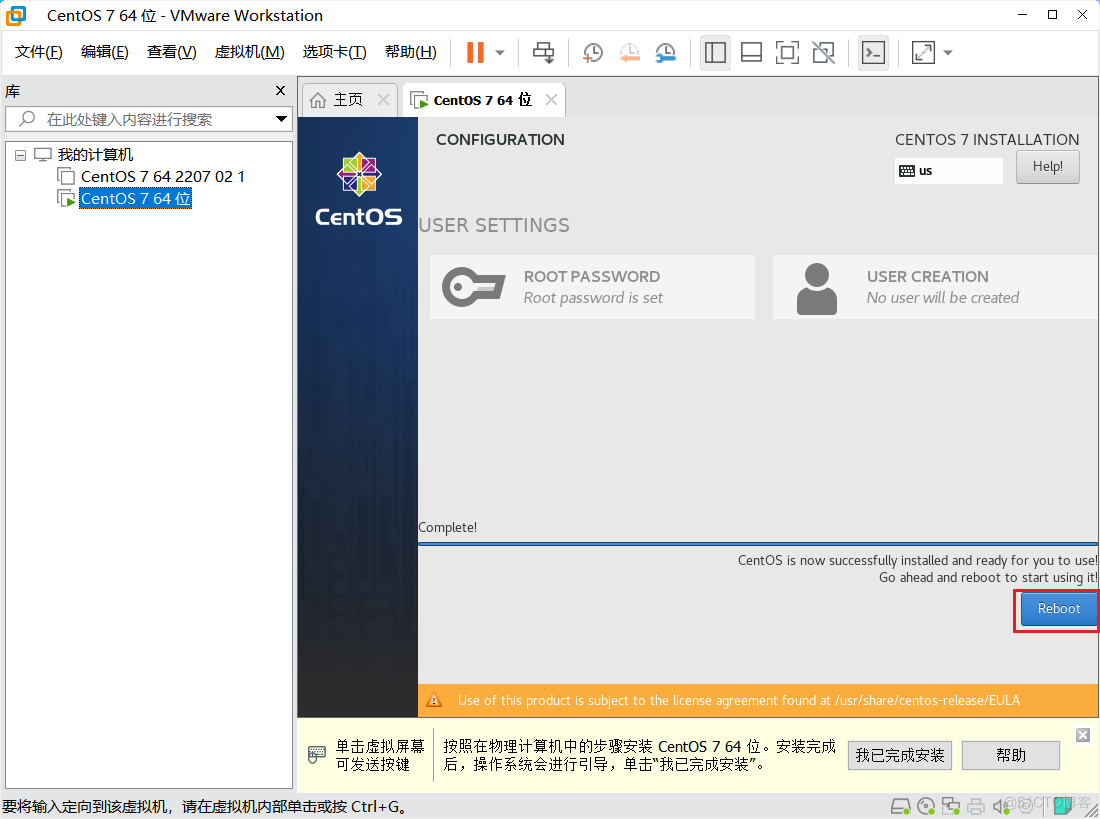 CentOS 7 64 位 - VMware Workstation
文件(F) 编辑(E) 查看(V) 虚拟机(M) 选项卡(T) 帮助(H)
库
在此处键入内容进行搜索
我的计算机
CentOS 7 64 2207 02 1
CentOS 7 64 位
主页
CentOS 7 64 位
CentOS
CONFIGURATION
CENTOS 7 INSTALLATION
us
Help!
USER SETTINGS
ROOT PASSWORD
Root password is set
USER CREATION
No user will be created
Complete!
CentOS is now successfully installed and ready for you to use!
Go ahead and reboot to start using it!
Reboot
Use of this product is subject to the license agreement found at /usr/share/centos-release/EULA
单击虚拟屏幕
可发送按键
按照在物理计算机中的步骤安装 CentOS 7 64 位。安装完成
后，操作系统会进行引导，单击“我已完成安装”。
我已完成安装
帮助
要将输入定向到该虚拟机，请在虚拟机内部单击或按 Ctrl+G。
@51CTO博客